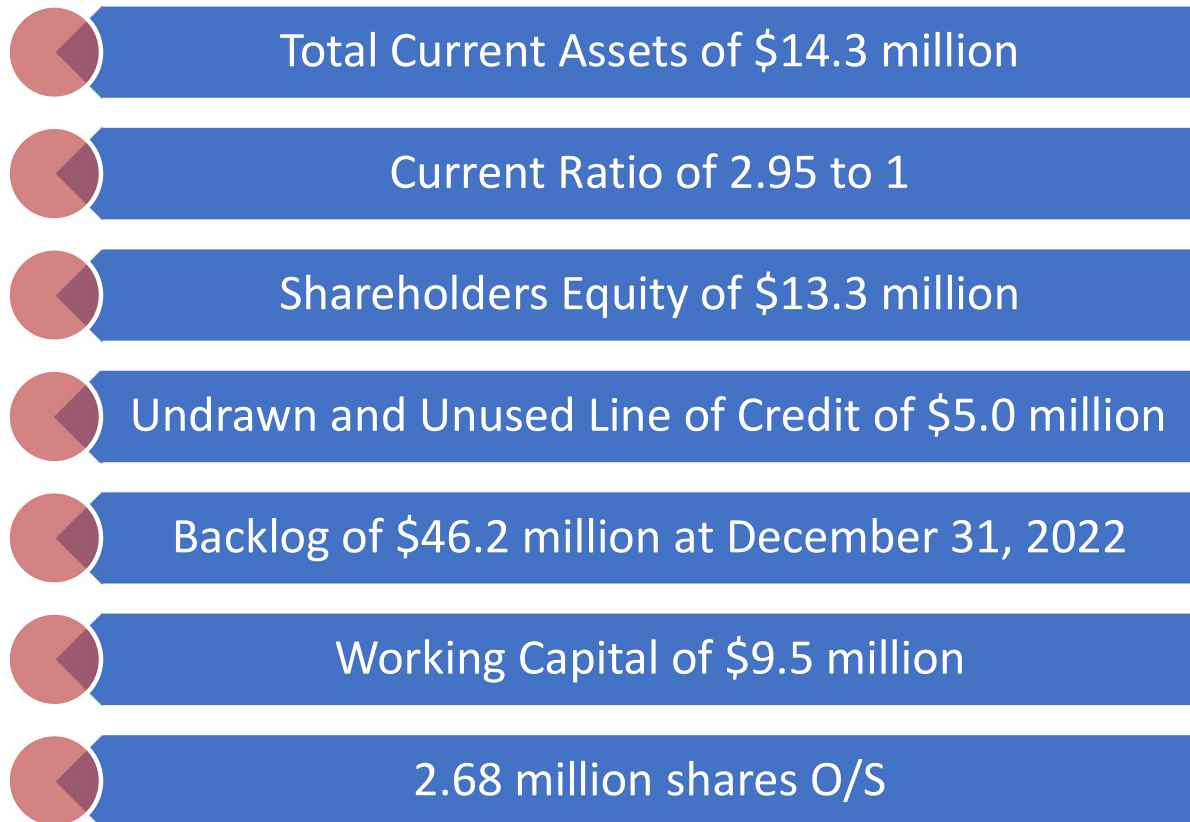 Total Current Assets of $14.3 million
Current Ratio of 2.95 to 1
Shareholders Equity of $13.3 million
Undrawn and Unused Line of Credit of $5.0 million
Backlog of $46.2 million at December 31, 2022
Working Capital of $9.5 million
2.68 million shares O/S